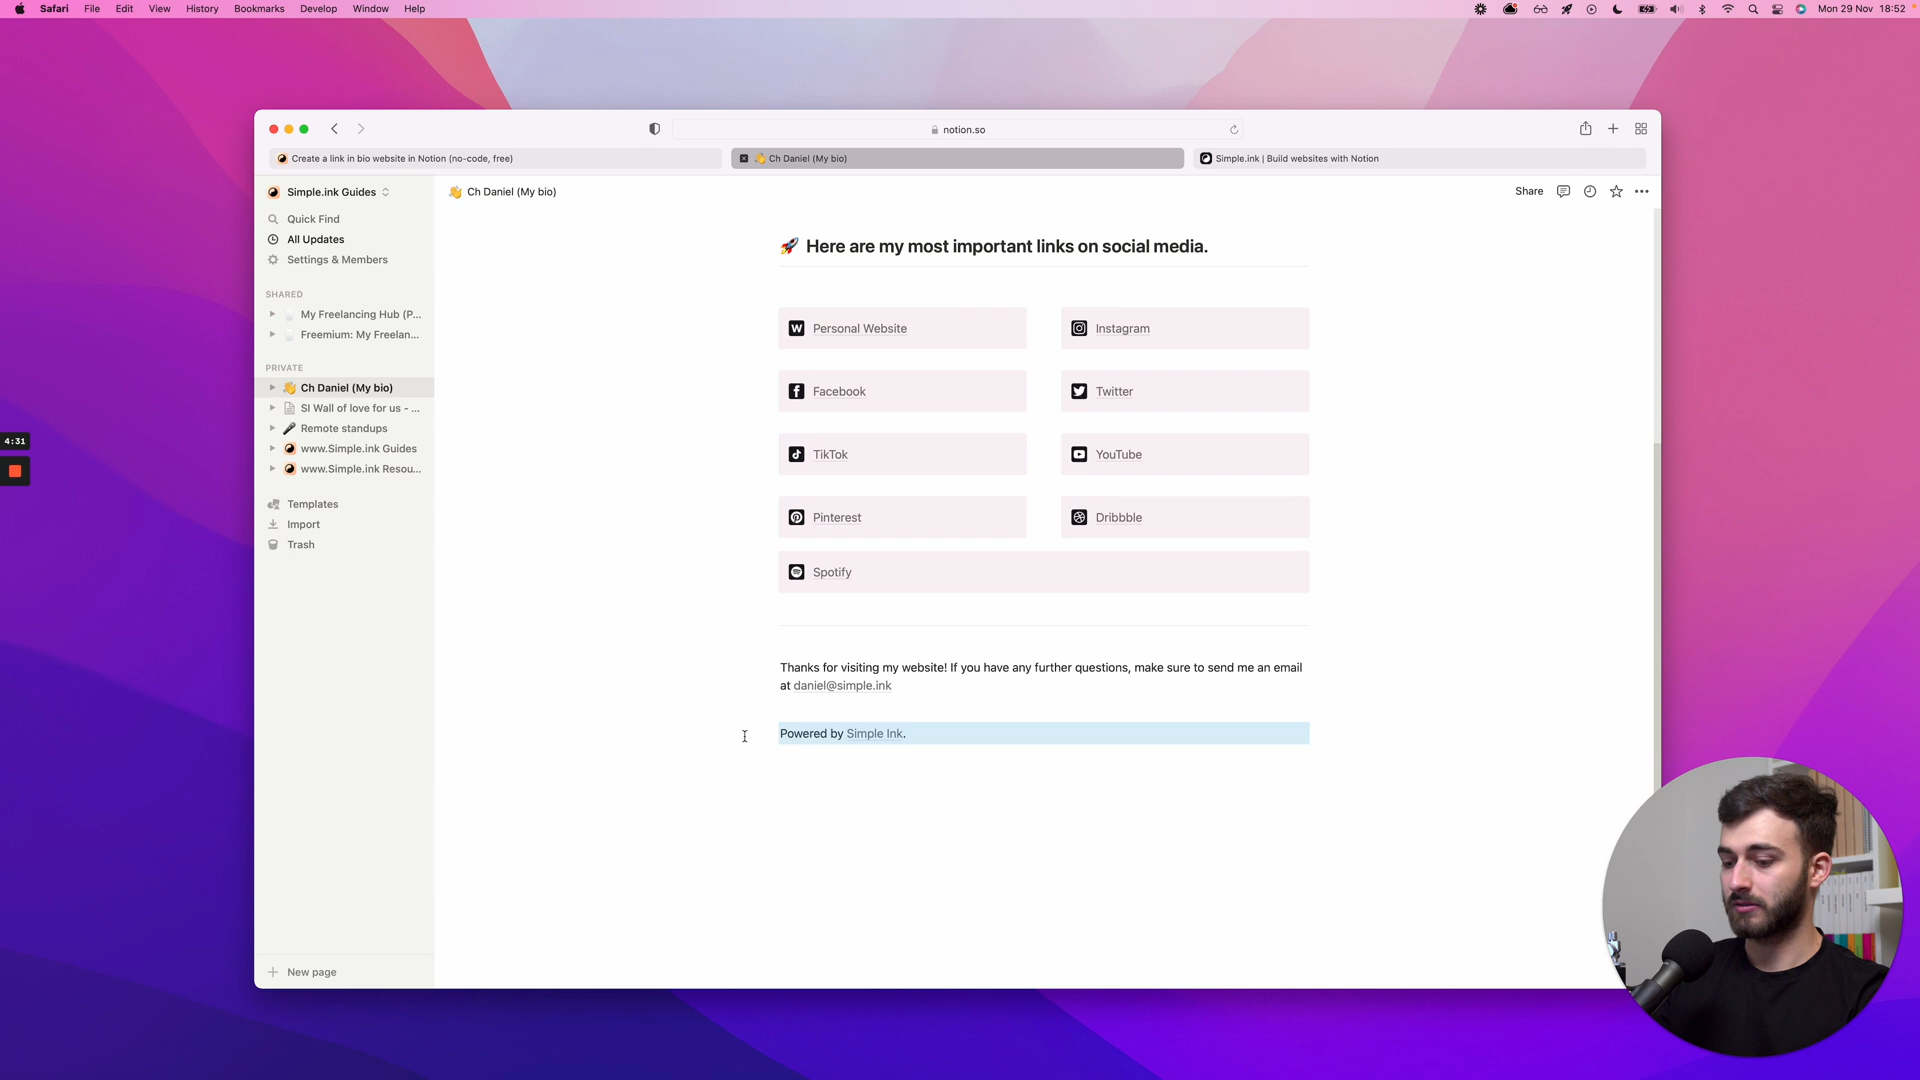 Safari File Edit View History Bookmarks Develop Window Help
Mon 29 Nov 18:52
notion.so
Create a link in bio website in Notion (no-code, free)
👋 Ch Daniel (My bio)
Simple.ink | Build websites with Notion
Simple.ink Guides
👋 Ch Daniel (My bio)
Share
Quick Find
All Updates
Settings & Members
SHARED
My Freelancing Hub (P...
Freemium: My Freelan...
PRIVATE
👋 Ch Daniel (My bio)
SI Wall of love for us - ...
Remote standups
www.Simple.ink Guides
www.Simple.ink Resou...
Templates
Import
Trash
New page
4:31
🚀 Here are my most important links on social media.
Personal Website
Instagram
Facebook
Twitter
TikTok
YouTube
Pinterest
Dribbble
Spotify
Thanks for visiting my website! If you have any further questions, make sure to send me an email
at daniel@simple.ink
Powered by Simple Ink.